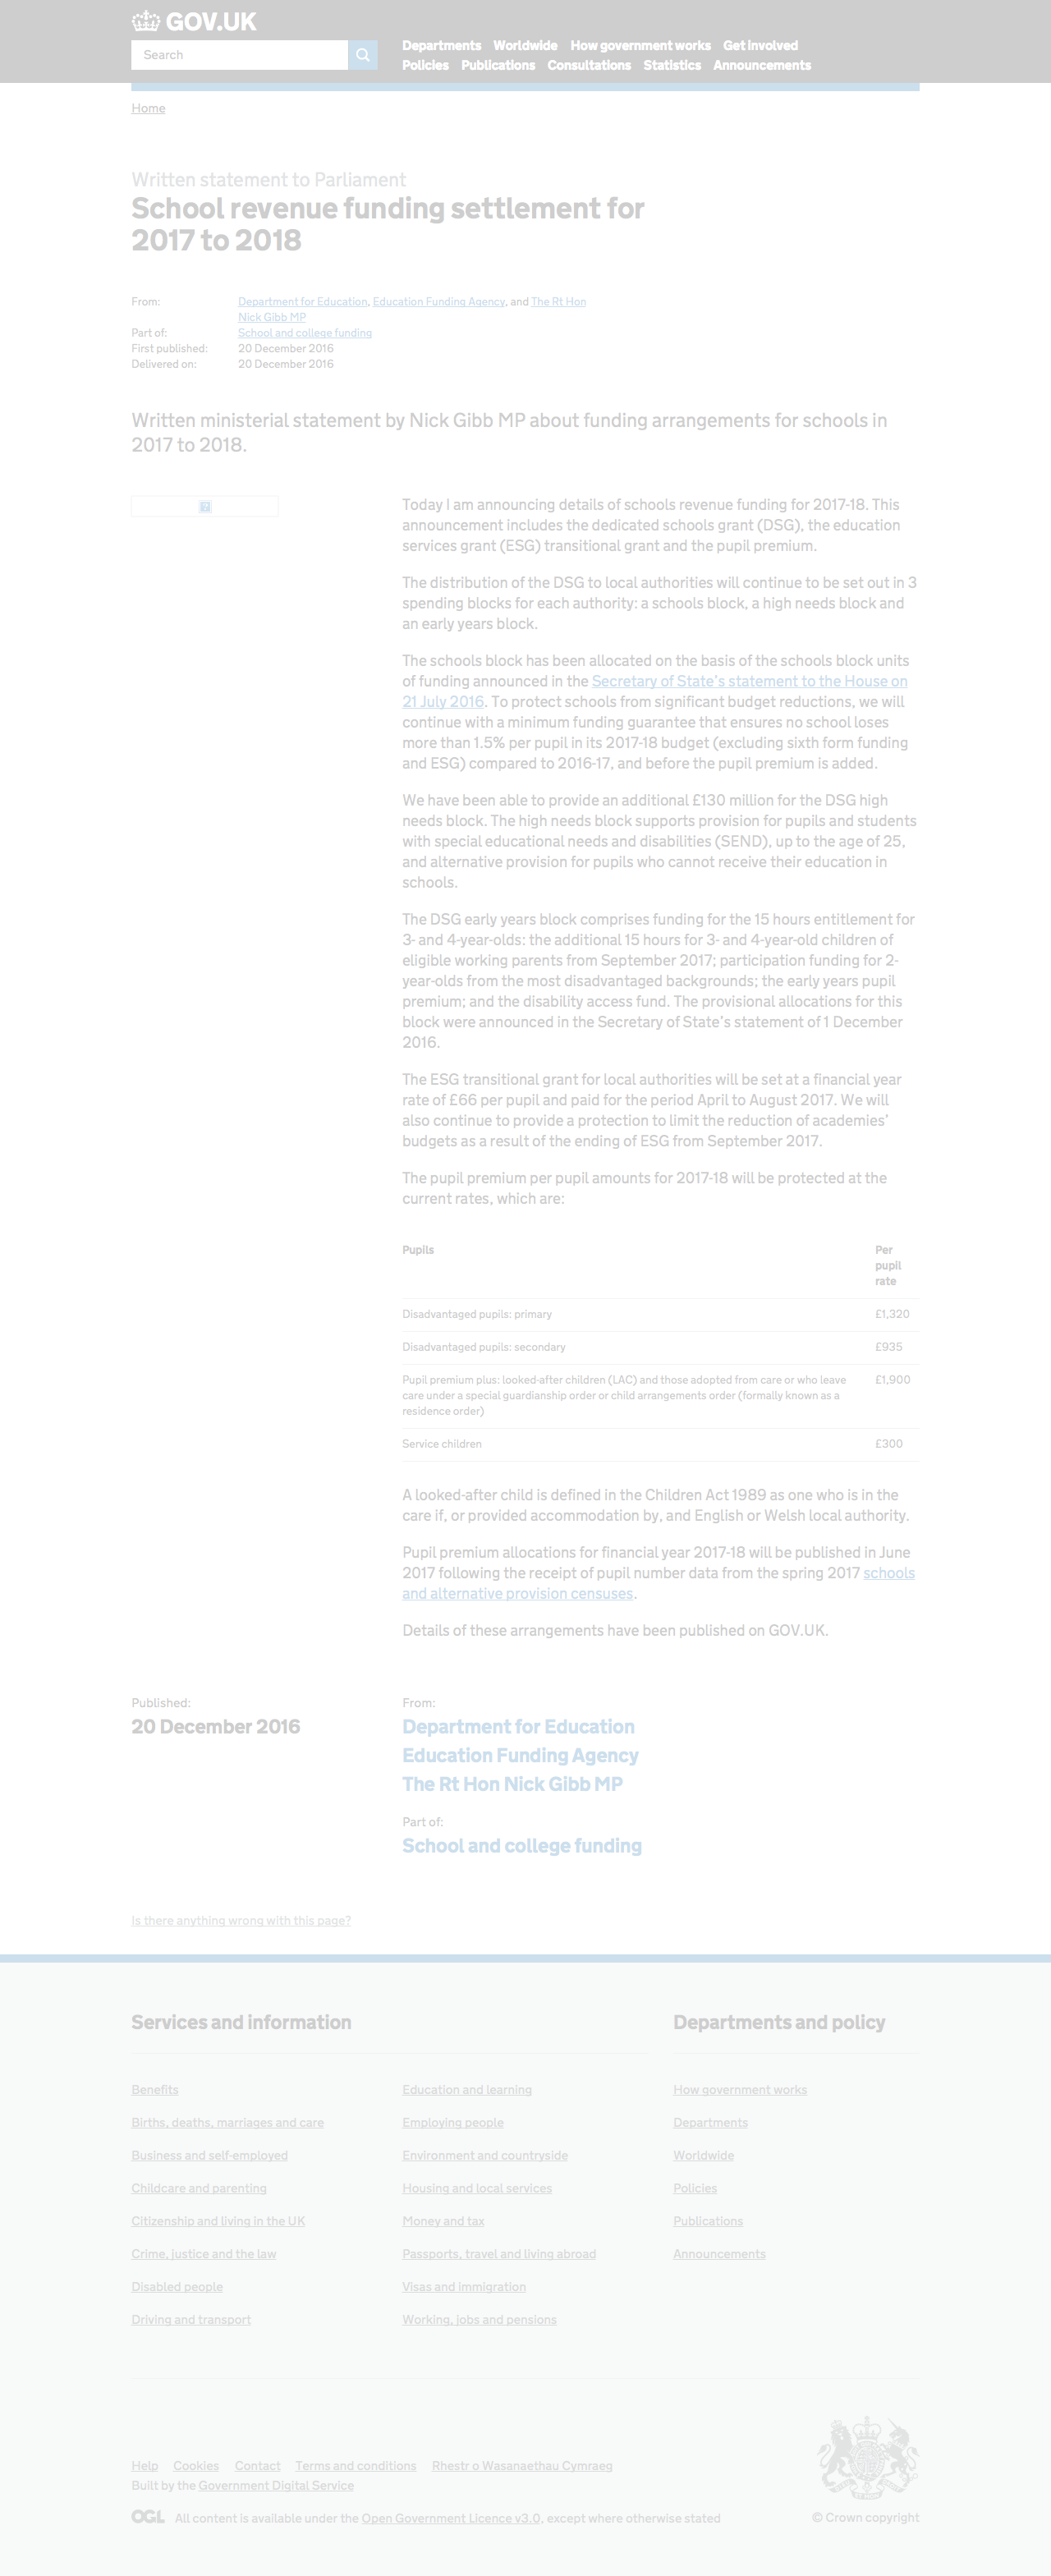 GOV.UK
Search
Departments Worldwide How government works Get involved
Policies Publications Consultations Statistics Announcements
Home
Written statement to Parliament
School revenue funding settlement for
2017 to 2018
From: Department for Education, Education Funding Agency, and The Rt Hon
Nick Gibb MP
Part of: School and college funding
First published: 20 December 2016
Delivered on: 20 December 2016
Written ministerial statement by Nick Gibb MP about funding arrangements for schools in
2017 to 2018.
Today I am announcing details of schools revenue funding for 2017-18. This
announcement includes the dedicated schools grant (DSG), the education
services grant (ESG) transitional grant and the pupil premium.
The distribution of the DSG to local authorities will continue to be set out in 3
spending blocks for each authority: a schools block, a high needs block and
an early years block.
The schools block has been allocated on the basis of the schools block units
of funding announced in the Secretary of State's statement to the House on
21 July 2016. To protect schools from significant budget reductions, we will
continue with a minimum funding guarantee that ensures no school loses
more than 1.5% per pupil in its 2017-18 budget (excluding sixth form funding
and ESG) compared to 2016-17, and before the pupil premium is added.
We have been able to provide an additional £130 million for the DSG high
needs block. The high needs block supports provision for pupils and students
with special educational needs and disabilities (SEND), up to the age of 25,
and alternative provision for pupils who cannot receive their education in
schools.
The DSG early years block comprises funding for the 15 hours entitlement for
3- and 4-year-olds: the additional 15 hours for 3- and 4-year-old children of
eligible working parents from September 2017; participation funding for 2-
year-olds from the most disadvantaged backgrounds; the early years pupil
premium; and the disability access fund. The provisional allocations for this
block were announced in the Secretary of State's statement of 1 December
2016.
The ESG transitional grant for local authorities will be set at a financial year
rate of £66 per pupil and paid for the period April to August 2017. We will
also continue to provide a protection to limit the reduction of academies'
budgets as a result of the ending of ESG from September 2017.
The pupil premium per pupil amounts for 2017-18 will be protected at the
current rates, which are:
Pupils Per
pupil
rate
Disadvantaged pupils: primary £1,320
Disadvantaged pupils: secondary £935
Pupil premium plus: looked-after children (LAC) and those adopted from care or who leave £1,900
care under a special guardianship order or child arrangements order (formally known as a
residence order)
Service children £300
A looked-after child is defined in the Children Act 1989 as one who is in the
care if, or provided accommodation by, and English or Welsh local authority.
Pupil premium allocations for financial year 2017-18 will be published in June
2017 following the receipt of pupil number data from the spring 2017 schools
and alternative provision censuses.
Details of these arrangements have been published on GOV.UK.
Published:
20 December 2016
From:
Department for Education
Education Funding Agency
The Rt Hon Nick Gibb MP
Part of:
School and college funding
Is there anything wrong with this page?
Services and information
Benefits
Births, deaths, marriages and care
Business and self-employed
Childcare and parenting
Citizenship and living in the UK
Crime, justice and the law
Disabled people
Driving and transport
Education and learning
Employing people
Environment and countryside
Housing and local services
Money and tax
Passports, travel and living abroad
Visas and immigration
Working, jobs and pensions
Departments and policy
How government works
Departments
Worldwide
Policies
Publications
Announcements
Help Cookies Contact Terms and conditions Rhestr o Wasanaethau Cymraeg
Built by the Government Digital Service
OGL All content is available under the Open Government Licence v3.0, except where otherwise stated
© Crown copyright